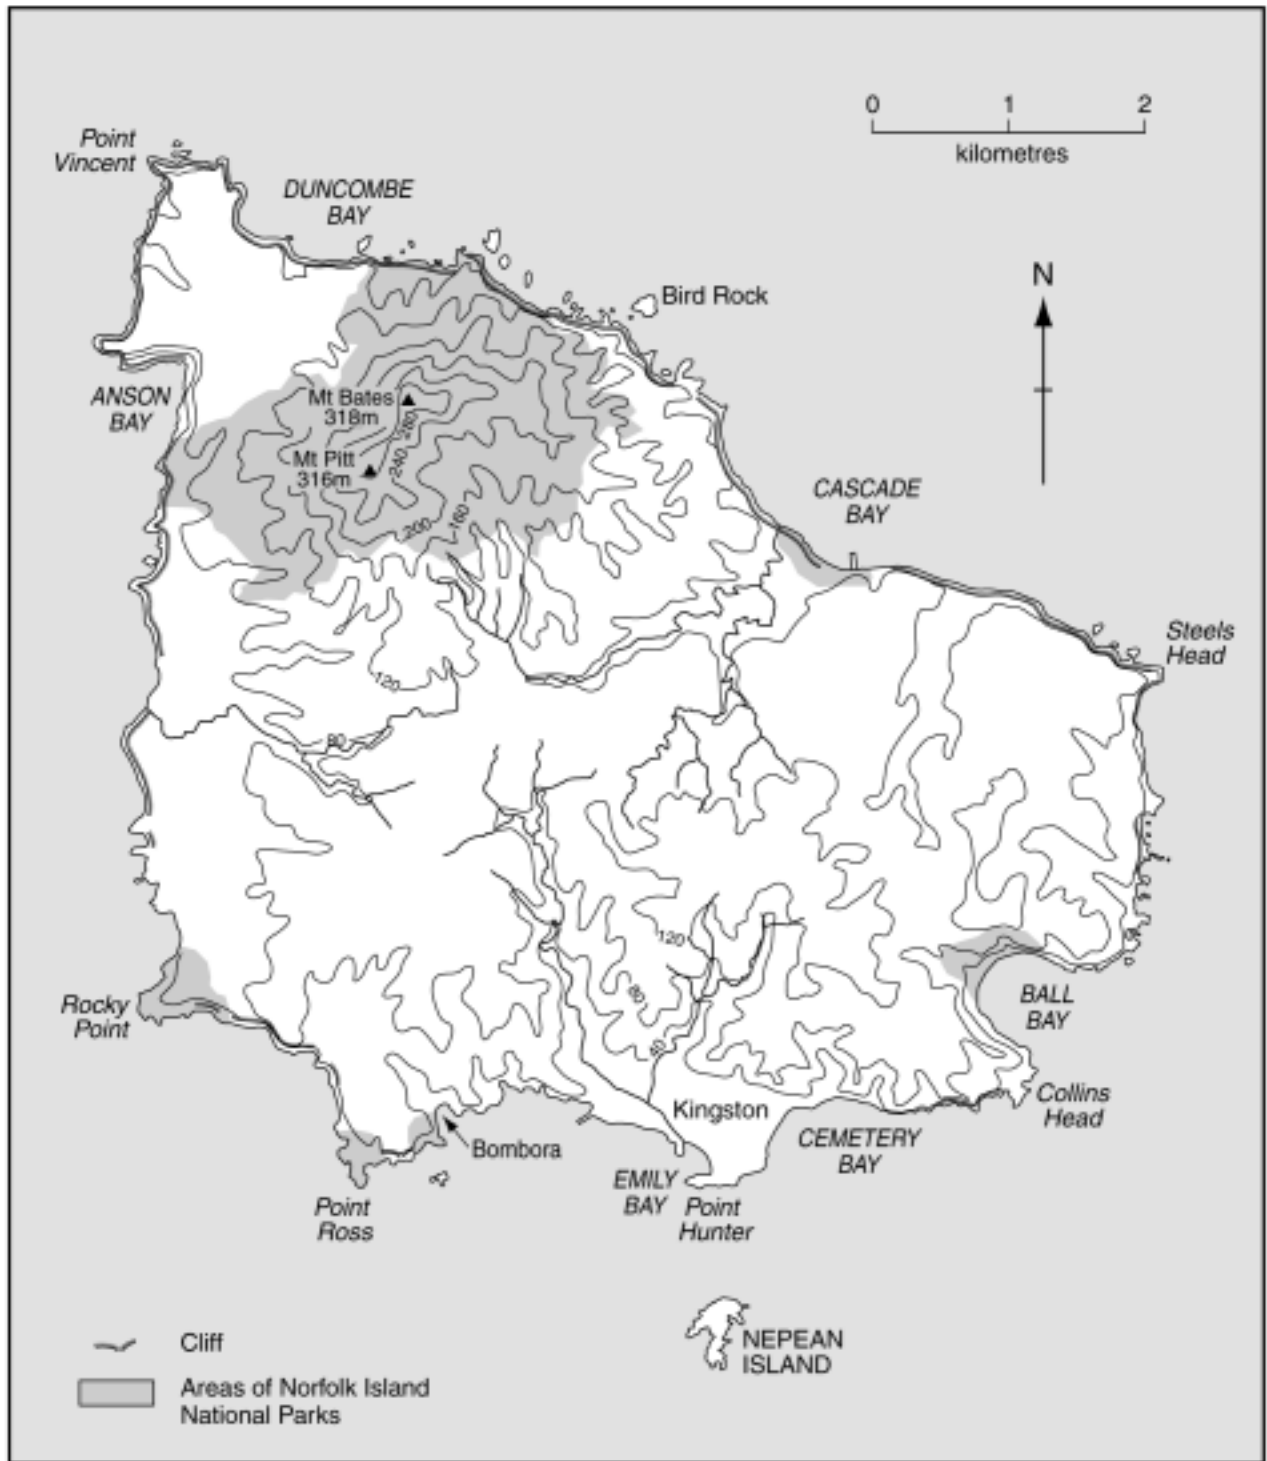 0 1 2
kilometres
Point
Vincent
DUNCOMBE
BAY
N
Bird Rock
ANSON
BAY
Mt Bates
318m
280
Mt Pitt
316m
240
200
160
CASCADE
BAY
Steels
Head
120
80
120
80
40
Rocky
Point
BALL
BAY
Collins
Head
Kingston
CEMETERY
BAY
Bombora
EMILY
BAY
Point
Hunter
Point
Ross
NEPEAN
ISLAND
Cliff
Areas of Norfolk Island
National Parks